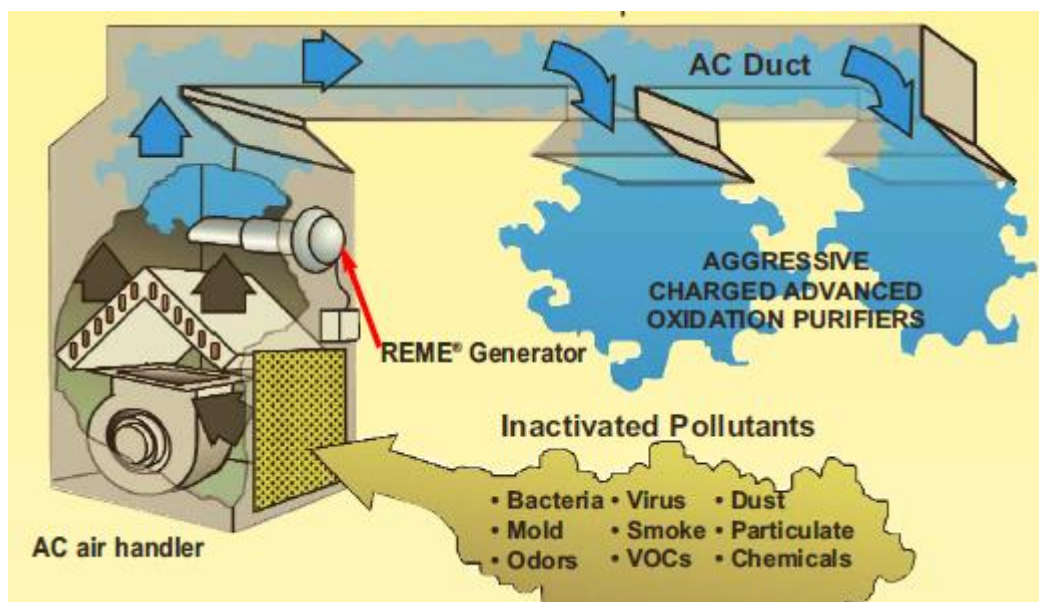 AC Duct
AGGRESSIVE
CHARGED ADVANCED
OXIDATION PURIFIERS
REME® Generator
Inactivated Pollutants
• Bacteria • Virus • Dust
• Mold • Smoke • Particulate
• Odors • VOCs • Chemicals
AC air handler